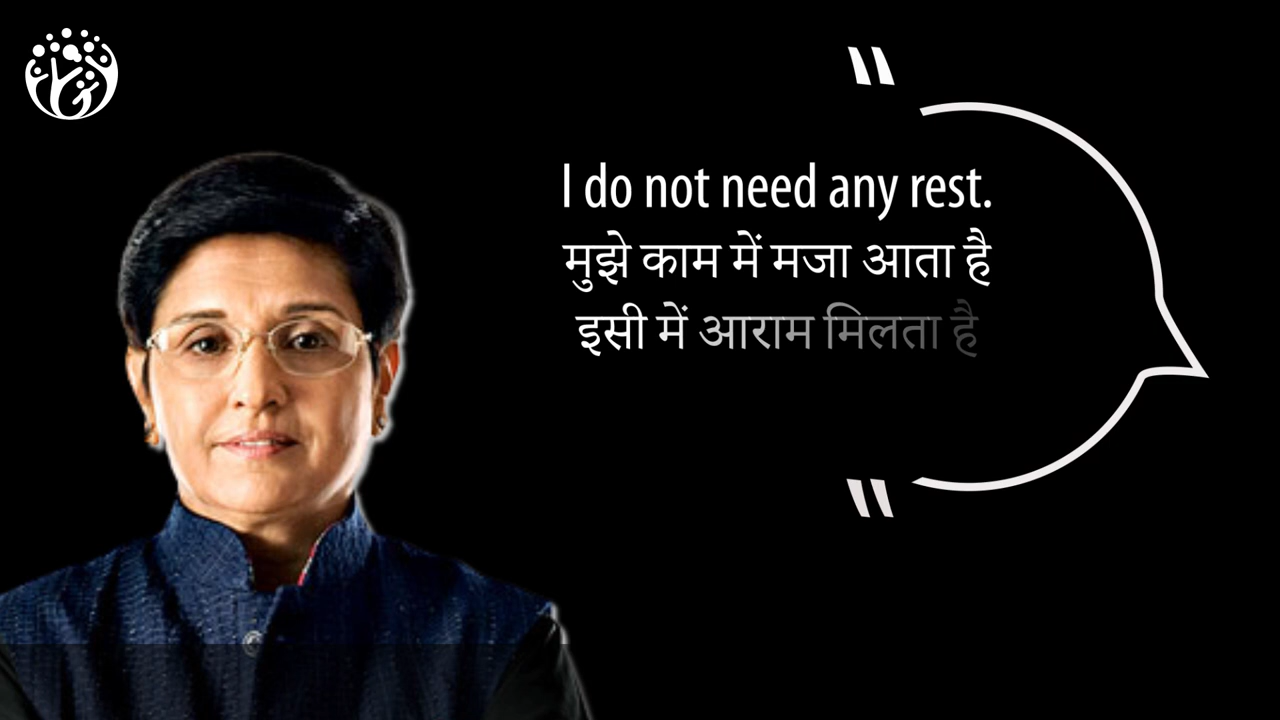 I do not need any rest.
मुझे काम में मजा आता है
इसी में आराम मिलता है